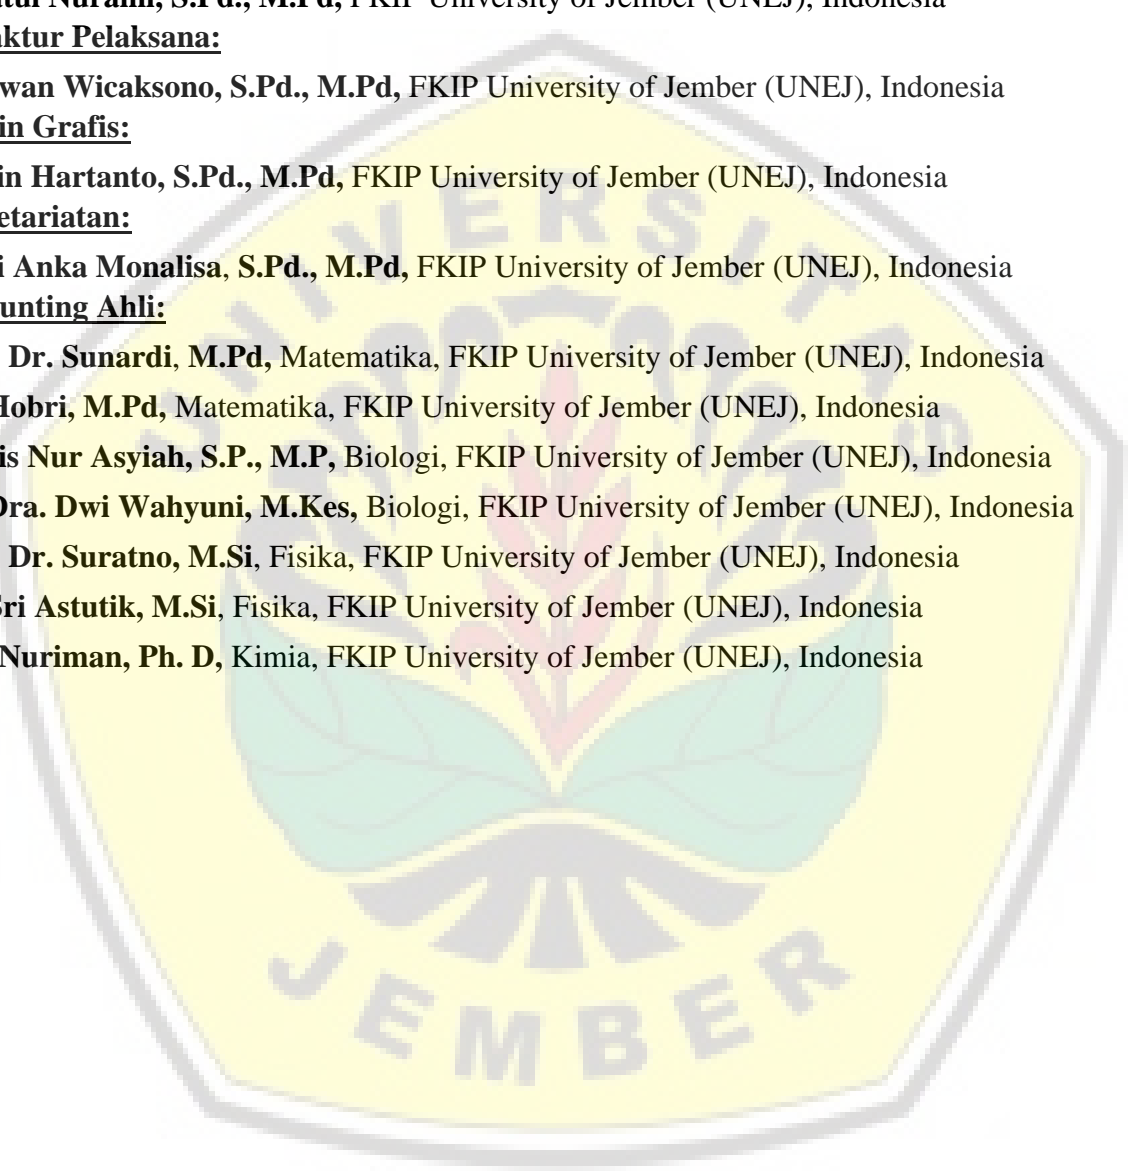 Nuraini, S.Pd., M.Pd, FKIP University of Jember (UNEJ), Indonesia
aktur Pelaksana:
wan Wicaksono, S.Pd., M.Pd, FKIP University of Jember (UNEJ), Indonesia
in Grafis:
in Hartanto, S.Pd., M.Pd, FKIP University of Jember (UNEJ), Indonesia
etariatan:
i Anka Monalisa, S.Pd., M.Pd, FKIP University of Jember (UNEJ), Indonesia
unting Ahli:
Dr. Sunardi, M.Pd, Matematika, FKIP University of Jember (UNEJ), Indonesia
Hobri, M.Pd, Matematika, FKIP University of Jember (UNEJ), Indonesia
is Nur Asyiah, S.P., M.P, Biologi, FKIP University of Jember (UNEJ), Indonesia
Dra. Dwi Wahyuni, M.Kes, Biologi, FKIP University of Jember (UNEJ), Indonesia
Dr. Suratno, M.Si, Fisika, FKIP University of Jember (UNEJ), Indonesia
Sri Astutik, M.Si, Fisika, FKIP University of Jember (UNEJ), Indonesia
Nuriman, Ph. D, Kimia, FKIP University of Jember (UNEJ), Indonesia
UNIVERSITAS
JEMBER